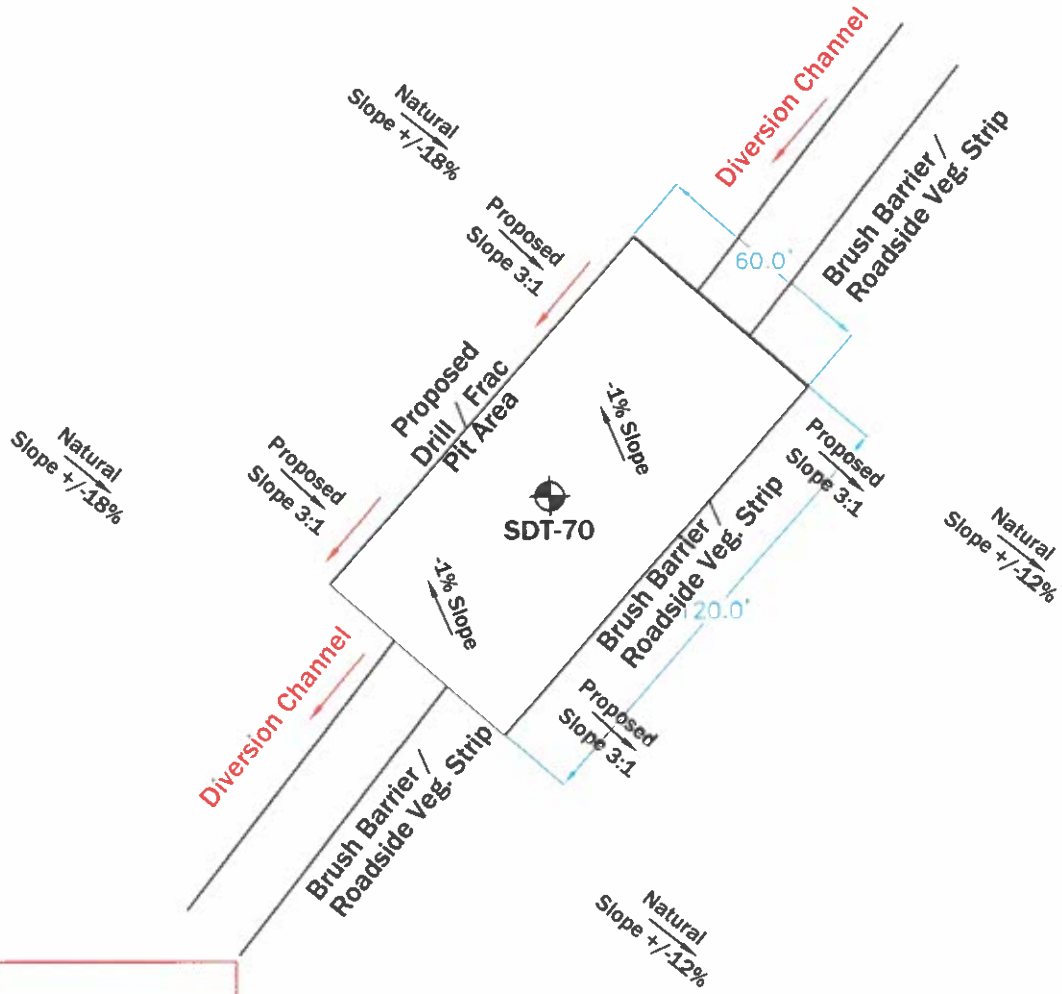 Diversion Channel
Natural
Slope +/-18%
Brush Barrier /
Roadside Veg. Strip
Proposed
Slope 3:1
60.0'
Proposed
Drill / Frac
Pit Area
-1% Slope
Natural
Slope +/-18%
Proposed
Slope 3:1
Proposed
Slope 3:1
SDT-70
Brush Barrier /
Roadside Veg. Strip
Natural
Slope +/-12%
-1% Slope
120.0'
Diversion Channel
Proposed
Slope 3:1
Brush Barrier /
Roadside Veg. Strip
Natural
Slope +/-12%